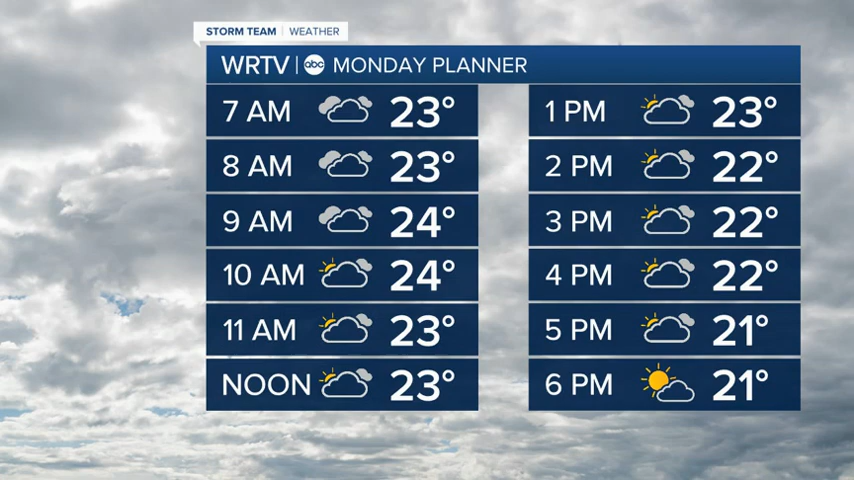 STORM TEAM | WEATHER
WRTV | abc MONDAY PLANNER
7 AM 23°
8 AM 23°
9 AM 24°
10 AM 24°
11 AM 23°
NOON 23°
1 PM 23°
2 PM 22°
3 PM 22°
4 PM 22°
5 PM 21°
6 PM 21°